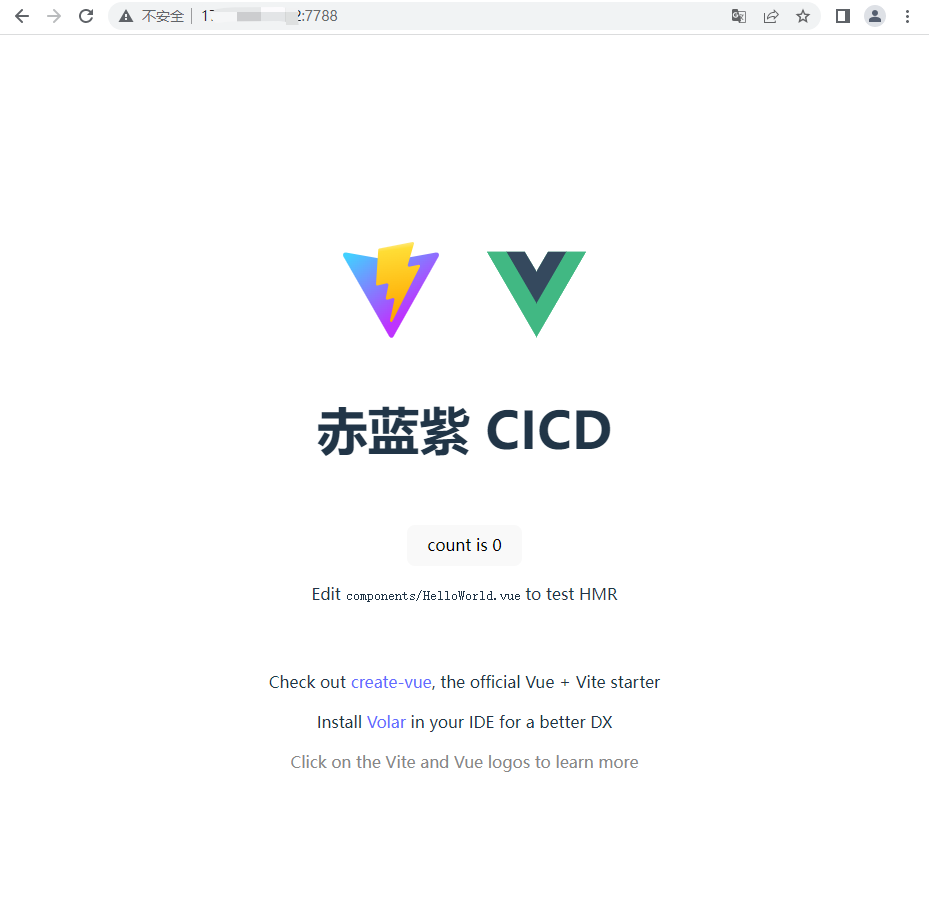 不安全 :7788
赤蓝紫 CICD
count is 0
Edit components/HelloWorld.vue to test HMR
Check out create-vue, the official Vue + Vite starter
Install Volar in your IDE for a better DX
Click on the Vite and Vue logos to learn more